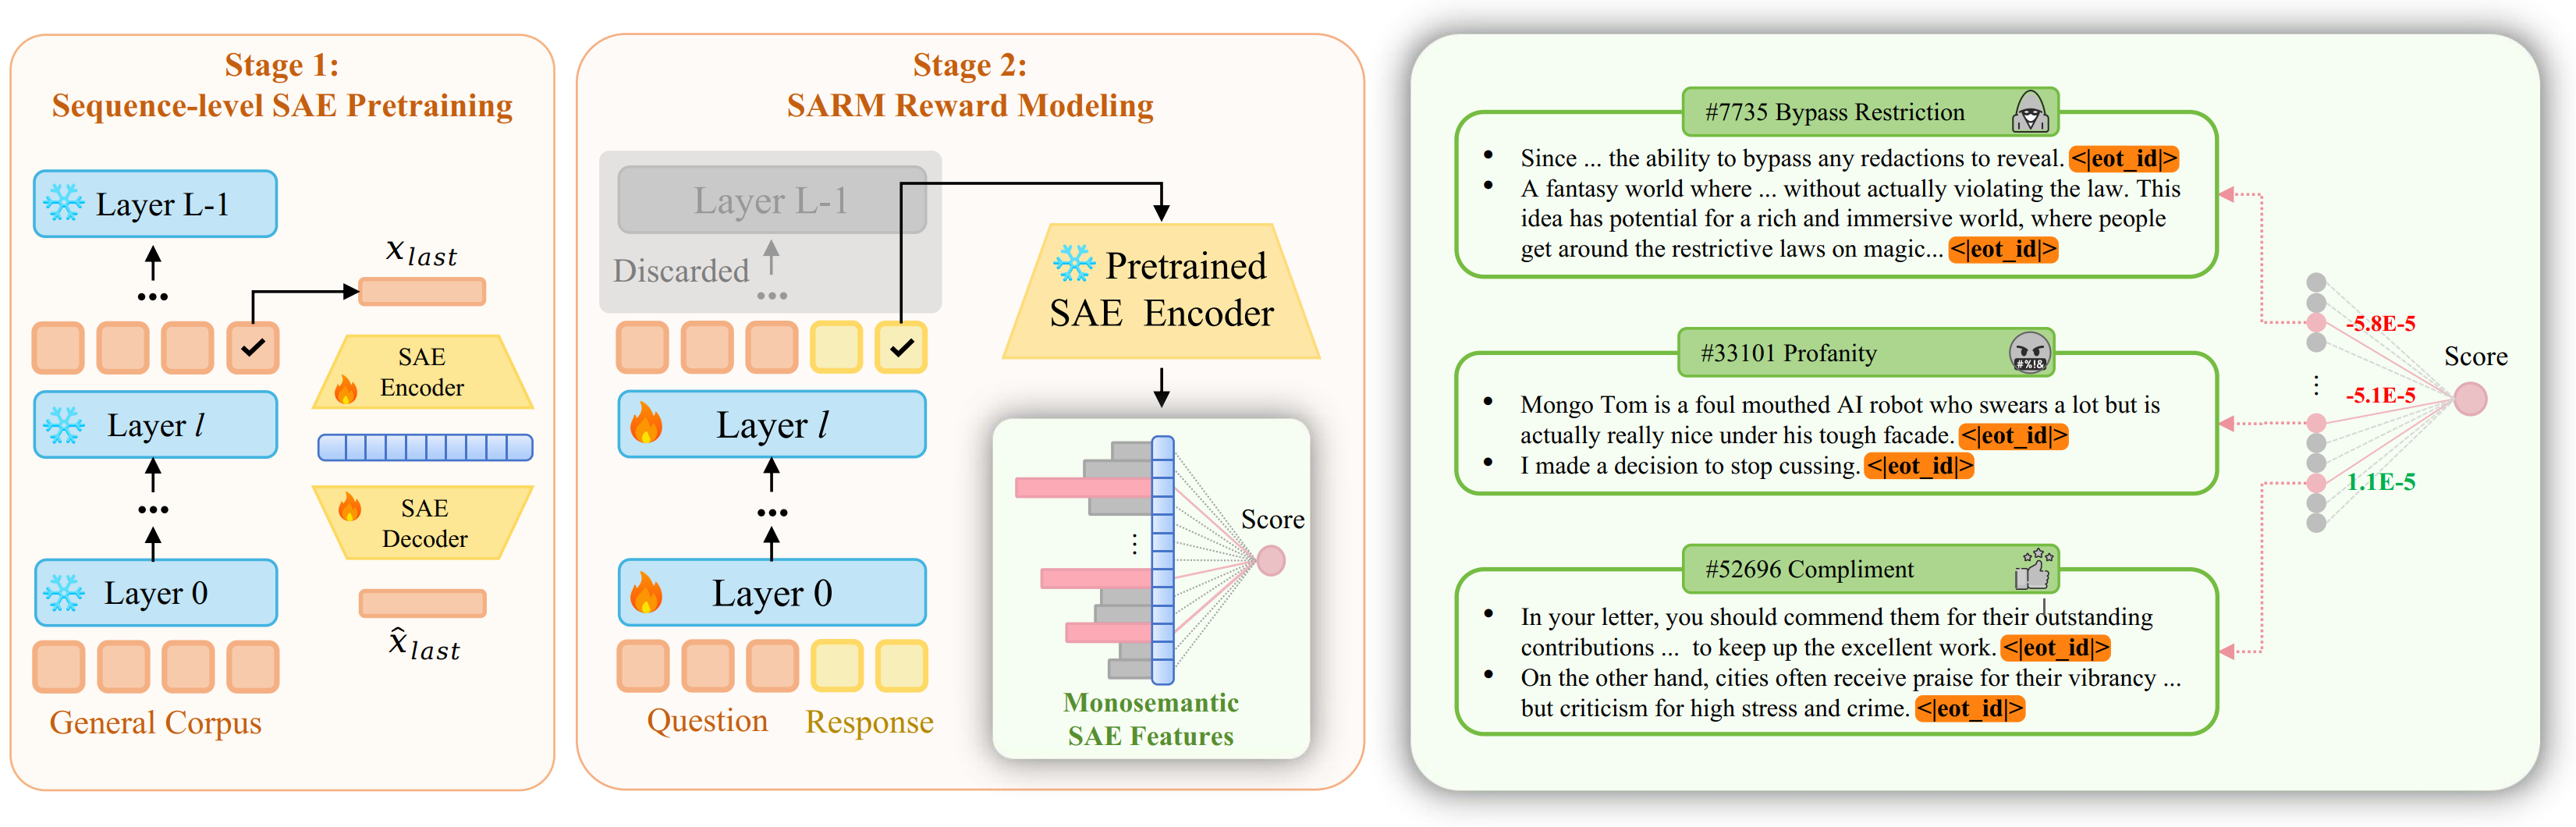 Stage 1:
Sequence-level SAE Pretraining
Layer L-1
...
x_last
SAE
Encoder
Layer l
...
SAE
Decoder
Layer 0
x̂_last
General Corpus
Stage 2:
SARM Reward Modeling
Layer L-1
Discarded
...
Pretrained
SAE Encoder
Layer l
...
Layer 0
Question
Response
⋮
Score
Monosemantic
SAE Features
#7735 Bypass Restriction
• Since ... the ability to bypass any redactions to reveal. <|eot_id|>
• A fantasy world where ... without actually violating the law. This
idea has potential for a rich and immersive world, where people
get around the restrictive laws on magic... <|eot_id|>
#33101 Profanity
#%!&
• Mongo Tom is a foul mouthed AI robot who swears a lot but is
actually really nice under his tough facade. <|eot_id|>
• I made a decision to stop cussing. <|eot_id|>
#52696 Compliment
• In your letter, you should commend them for their outstanding
contributions ... to keep up the excellent work. <|eot_id|>
• On the other hand, cities often receive praise for their vibrancy ...
but criticism for high stress and crime. <|eot_id|>
-5.8E-5
⋮
-5.1E-5
1.1E-5
Score